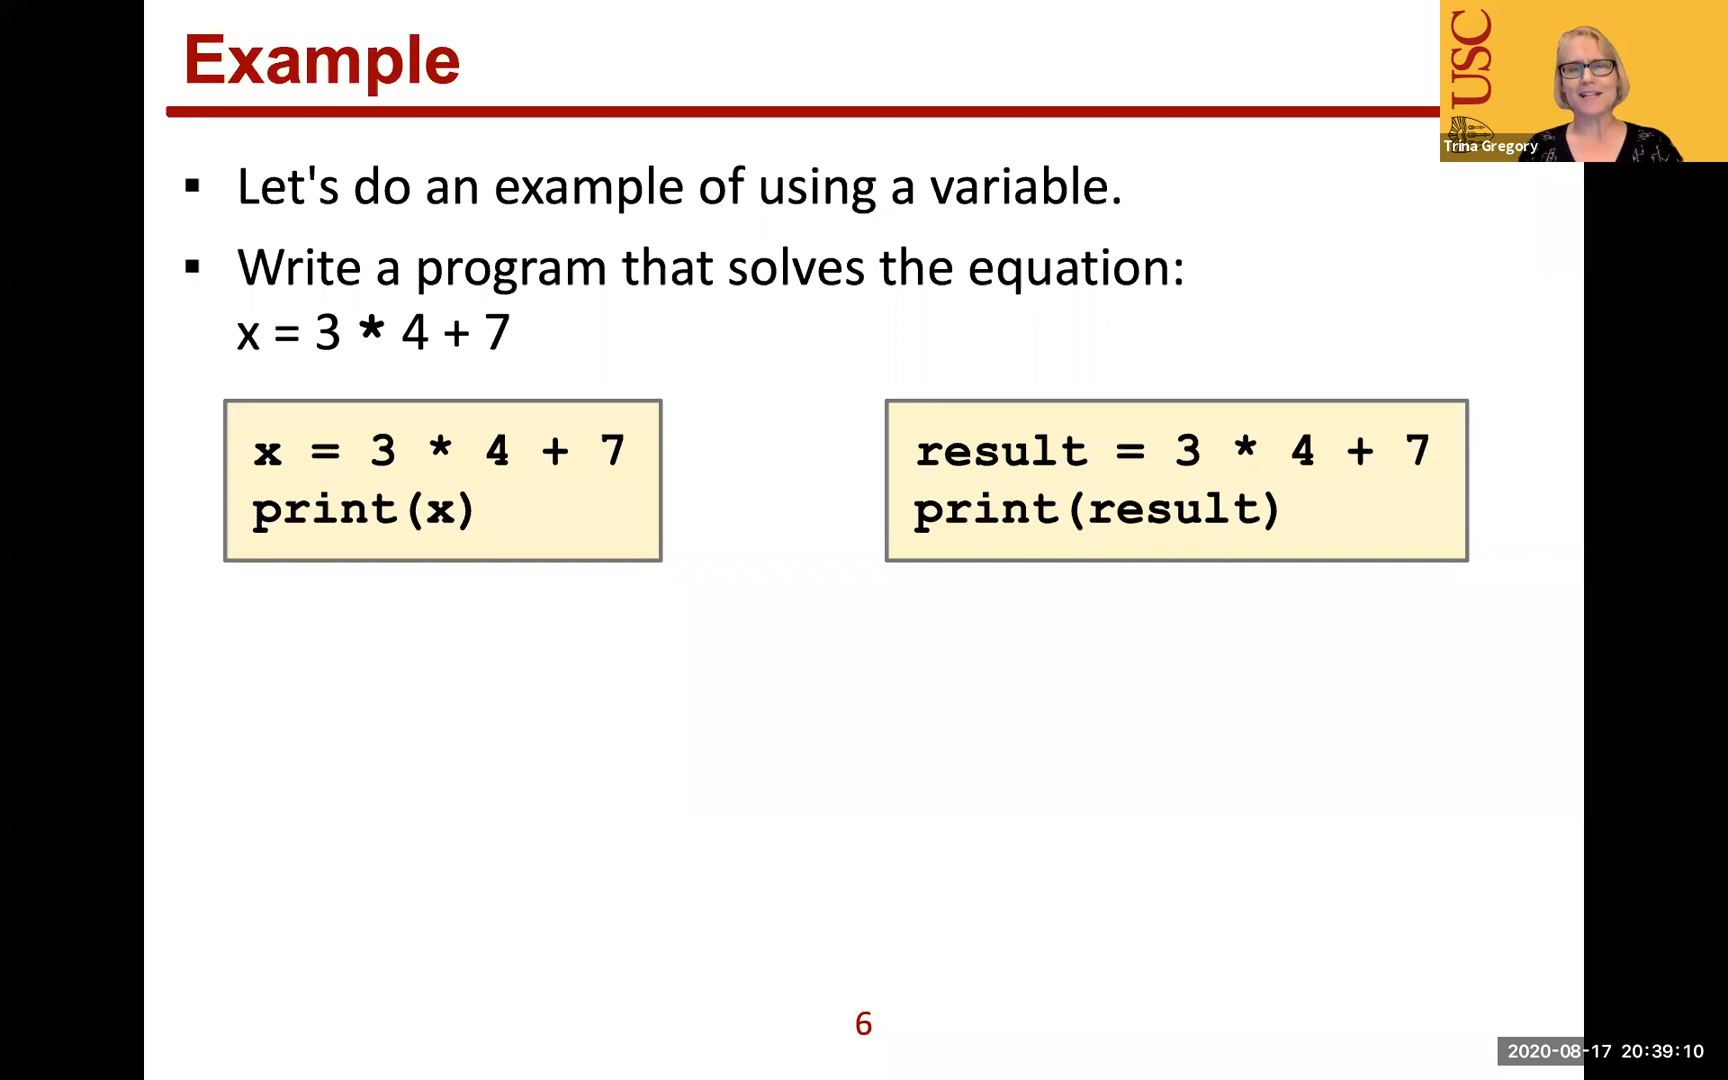 Example
USC
Trina Gregory
▪ Let's do an example of using a variable.
▪ Write a program that solves the equation:
x = 3 * 4 + 7
x = 3 * 4 + 7
print(x)
result = 3 * 4 + 7
print(result)
6
2020-08-17 20:39:10